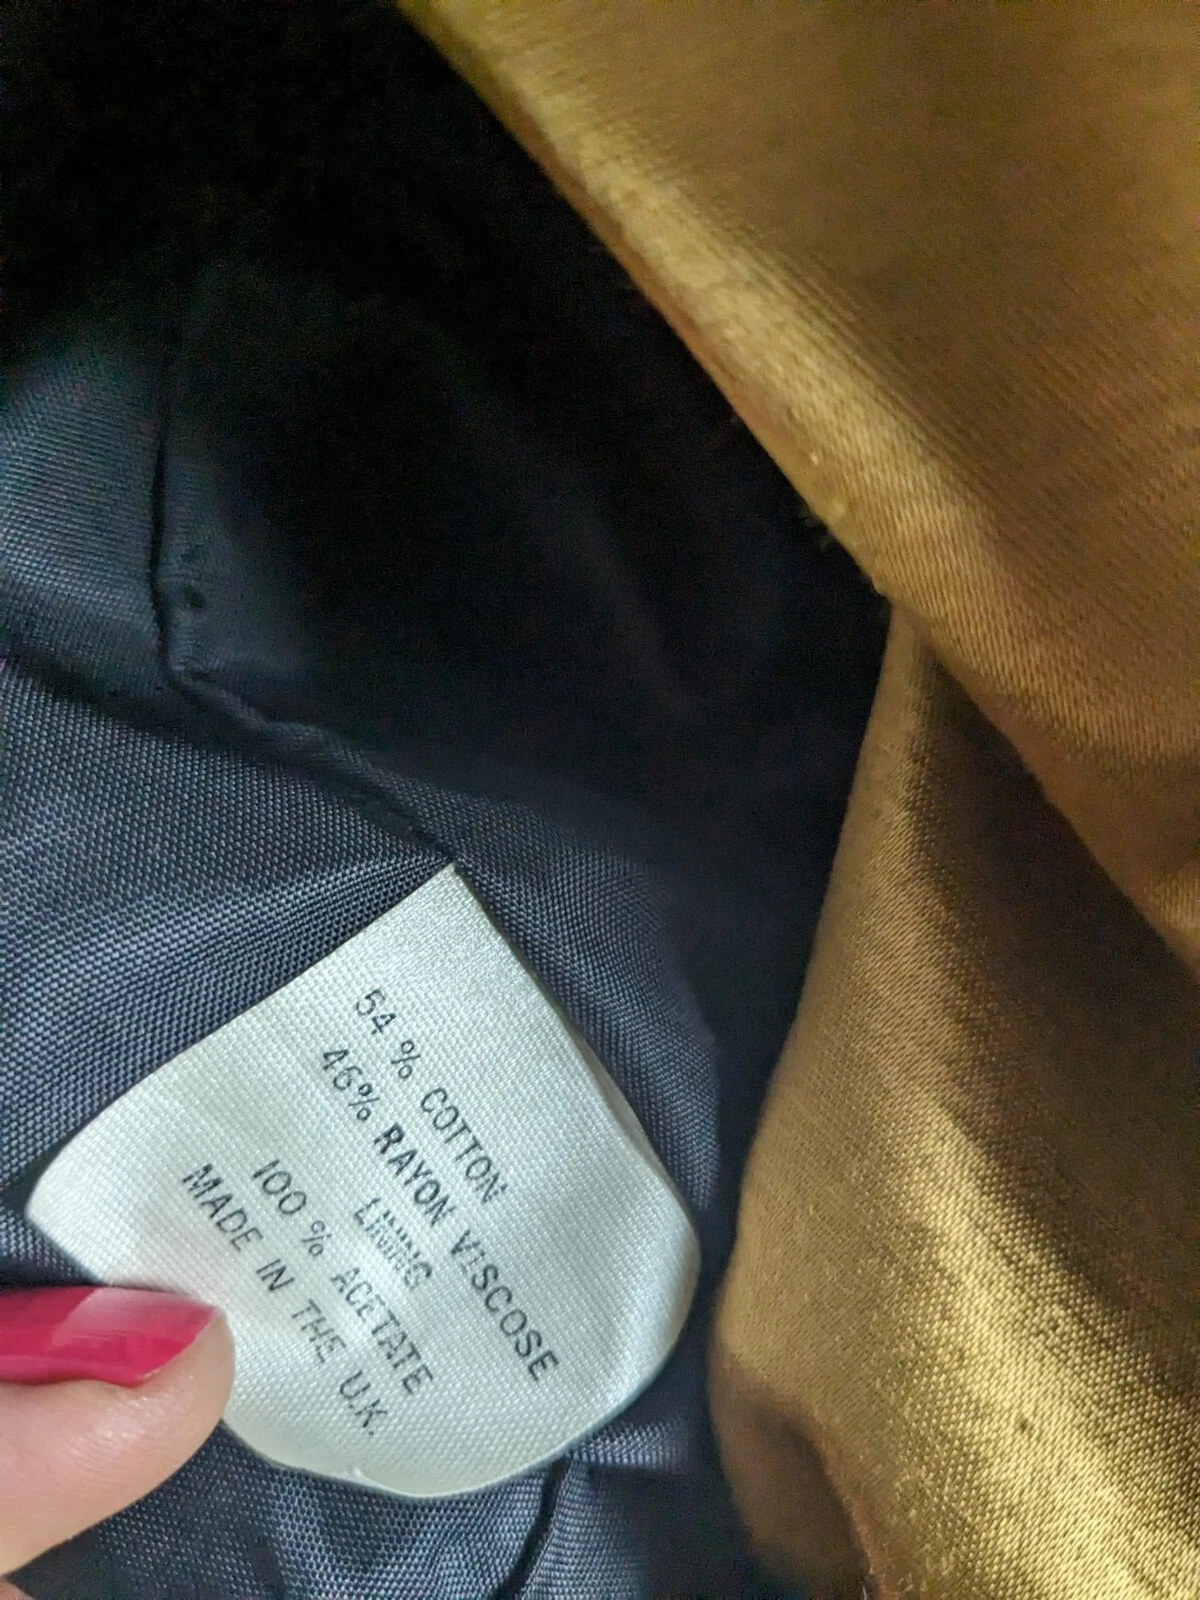 54 % COTTON
46% RAYON VISCOSE
LINING
100 % ACETATE
MADE IN THE U.K.